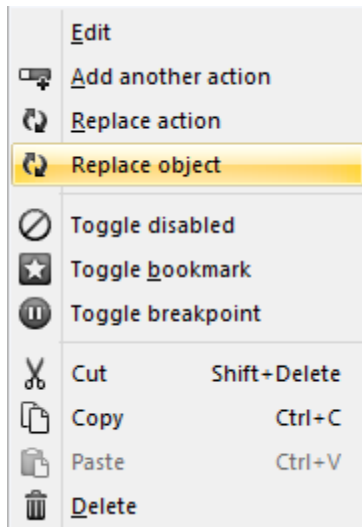 Edit
Add another action
Replace action
Replace object
Toggle disabled
Toggle bookmark
Toggle breakpoint
Cut Shift+Delete
Copy Ctrl+C
Paste Ctrl+V
Delete